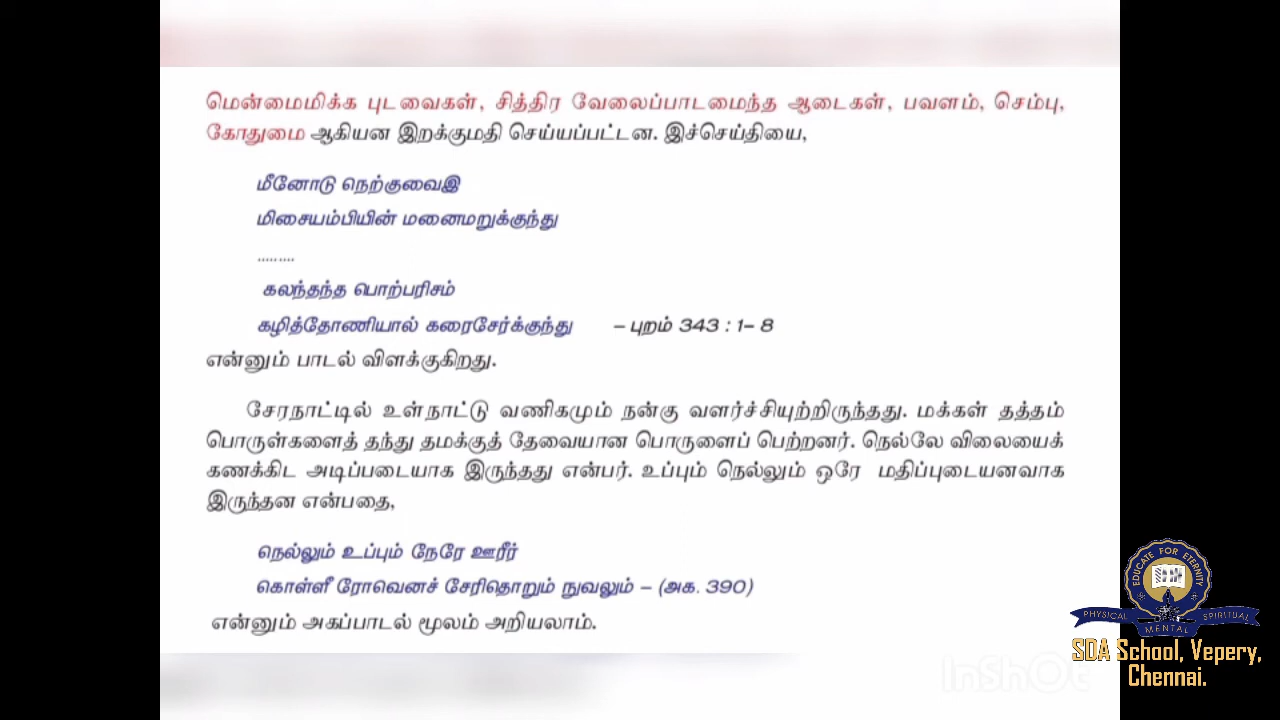 மென்மைமிக்க புடவைகள், சித்திர வேலைப்பாடமைந்த ஆடைகள், பவளம், செம்பு,
கோதுமை ஆகியன இறக்குமதி செய்யப்பட்டன. இச்செய்தியை,
மீனோடு நெற்குவைஇ
மிசையம்பியின் மனைமறுக்குந்து
.........
கலந்தந்த பொற்பரிசம்
கழித்தோணியால் கரைசேர்க்குந்து – புறம் 343 : 1– 8
என்னும் பாடல் விளக்குகிறது.
சேரநாட்டில் உள்நாட்டு வணிகமும் நன்கு வளர்ச்சியுற்றிருந்தது. மக்கள் தத்தம்
பொருள்களைத் தந்து தமக்குத் தேவையான பொருளைப் பெற்றனர். நெல்லே விலையைக்
கணக்கிட அடிப்படையாக இருந்தது என்பர். உப்பும் நெல்லும் ஒரே மதிப்புடையனவாக
இருந்தன என்பதை,
நெல்லும் உப்பும் நேரே ஊரீர்
கொள்ளீ ரோவெனச் சேரிதொறும் நுவலும் – (அக. 390)
என்னும் அகப்பாடல் மூலம் அறியலாம்.
EDUCATE FOR ETERNITY
PHYSICAL MENTAL SPIRITUAL
SDA School, Vepery,
Chennai.
InShOt